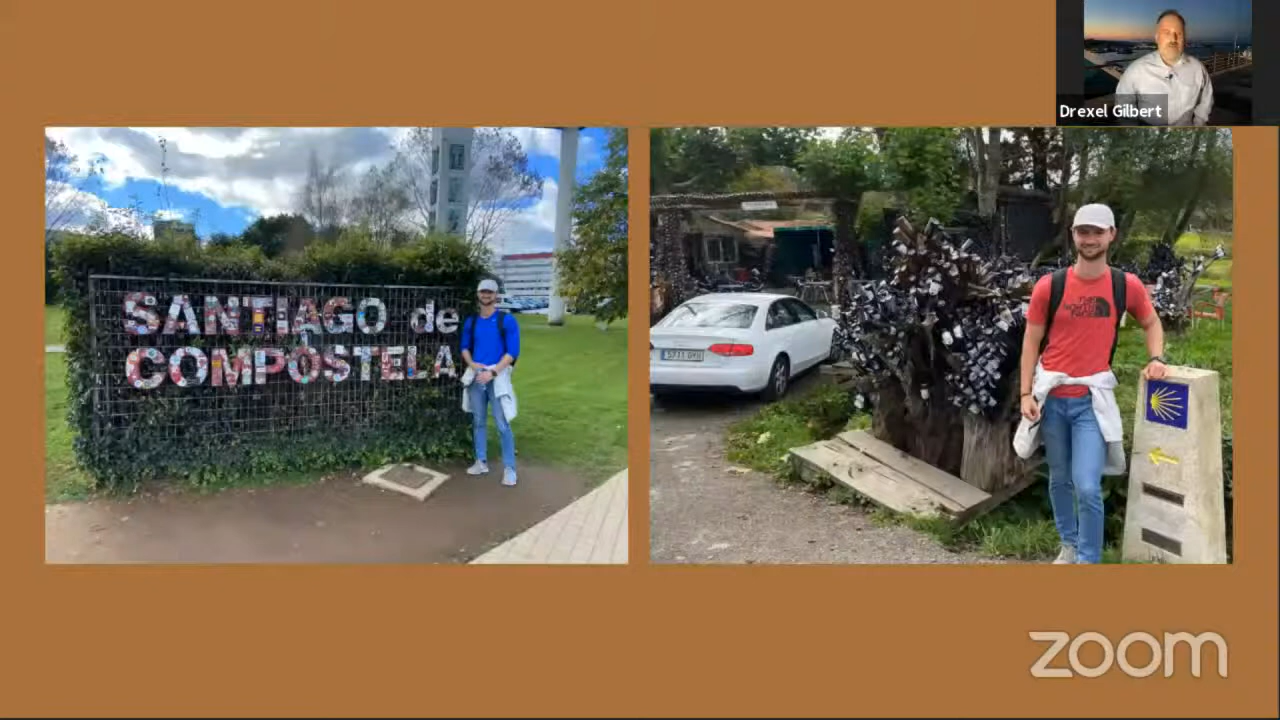 Drexel Gilbert
SANTIAGO de
COMPOSTELA
THE
NORTH
FACE
zoom